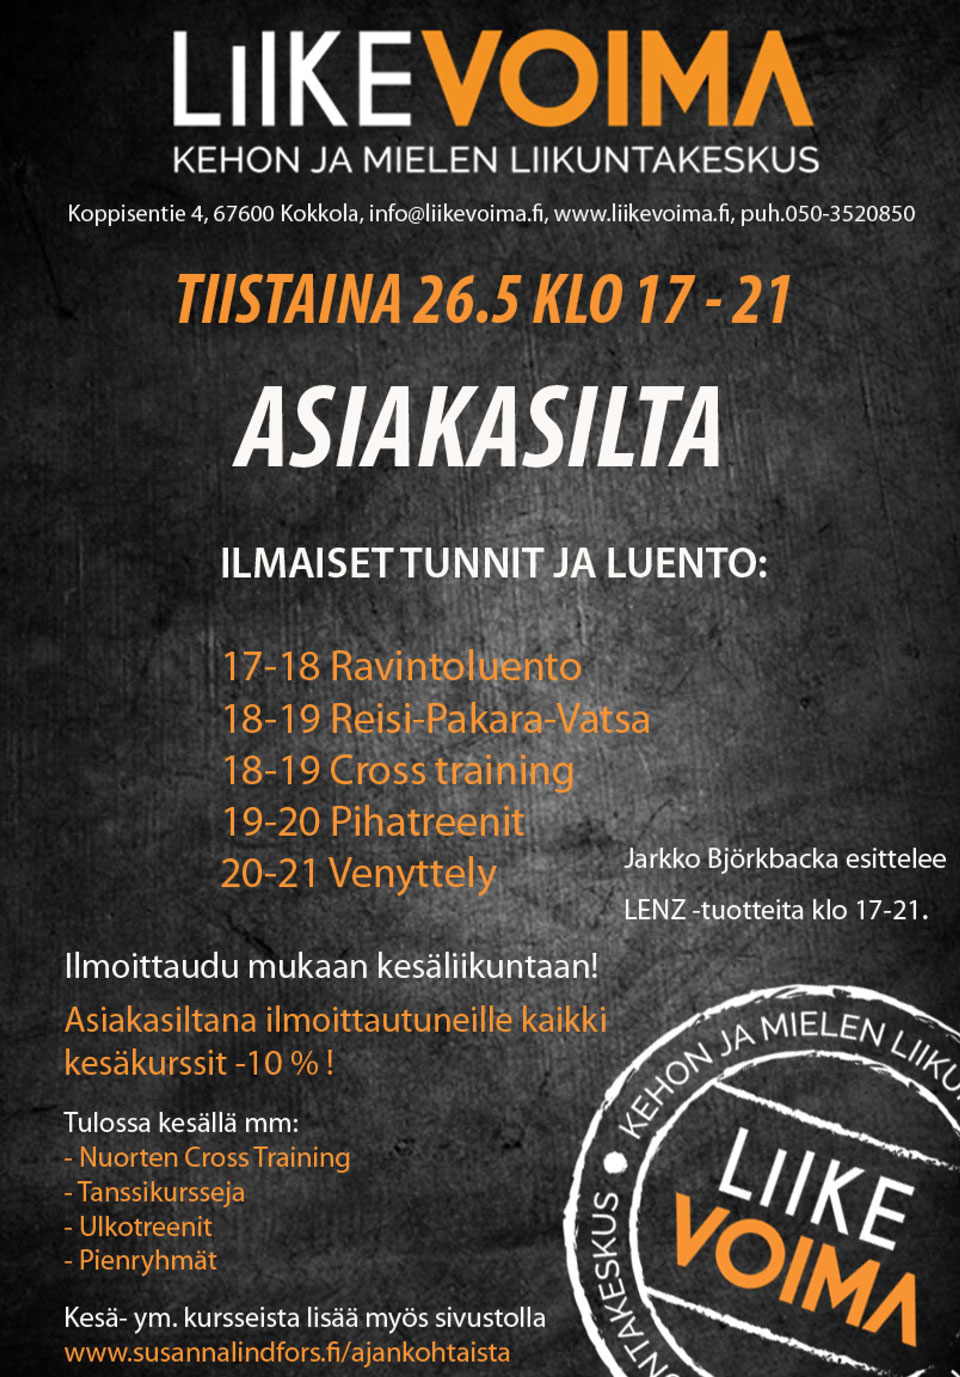 LIIKEVOIMA
KEHON JA MIELEN LIIKUNTAKESKUS
Koppisentie 4, 67600 Kokkola, info@liikevoima.fi, www.liikevoima.fi, puh.050-3520850
TIISTAINA 26.5 KLO 17 - 21
ASIAKASILTA
ILMAISET TUNNIT JA LUENTO:
17-18 Ravintoluento
18-19 Reisi-Pakara-Vatsa
18-19 Cross training
19-20 Pihatreenit
20-21 Venyttely
Jarkko Björkbacka esittelee
LENZ -tuotteita klo 17-21.
Ilmoittaudu mukaan kesäliikuntaan!
Asiakasiltana ilmoittautuneille kaikki
kesäkurssit -10 % !
Tulossa kesällä mm:
- Nuorten Cross Training
- Tanssikursseja
- Ulkotreenit
- Pienryhmät
Kesä- ym. kursseista lisää myös sivustolla
www.susannalindfors.fi/ajankohtaista
KEHON JA MIELEN LIIKU
NTAKESKUS
LIIKE
VOIMA